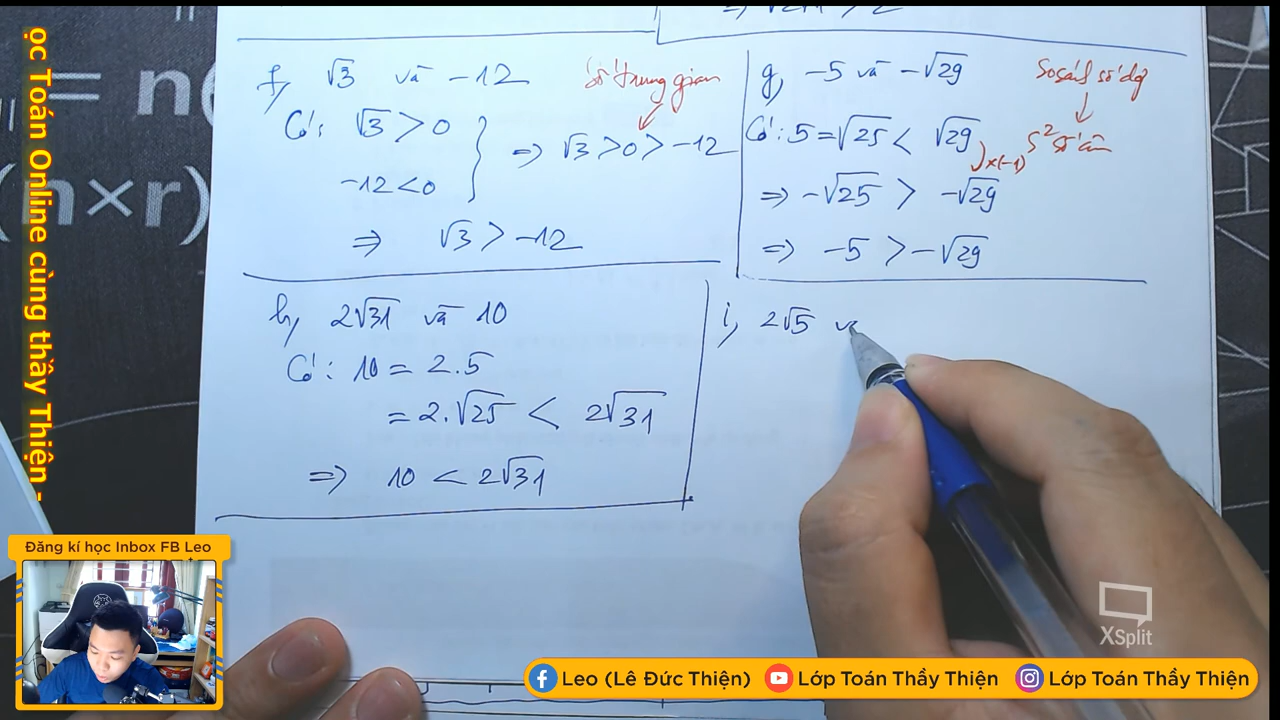 f, √3 và -12
Có: √3 > 0
-12 < 0
=> √3 > 0 > -12
số trung gian
=> √3 > -12
g, -5 và -√29
So sánh số dg
Có: 5 = √25 < √29
x(-1)
s² số âm
=> -√25 > -√29
=> -5 > -√29
h, 2√31 và 10
Có: 10 = 2.5
= 2.√25 < 2√31
=> 10 < 2√31
i, 2√5 v
= n(
(n×r)
ọc Toán Online cùng thầy Thiện -
Đăng kí học Inbox FB Leo
XSplit
Leo (Lê Đức Thiện) Lớp Toán Thầy Thiện Lớp Toán Thầy Thiện